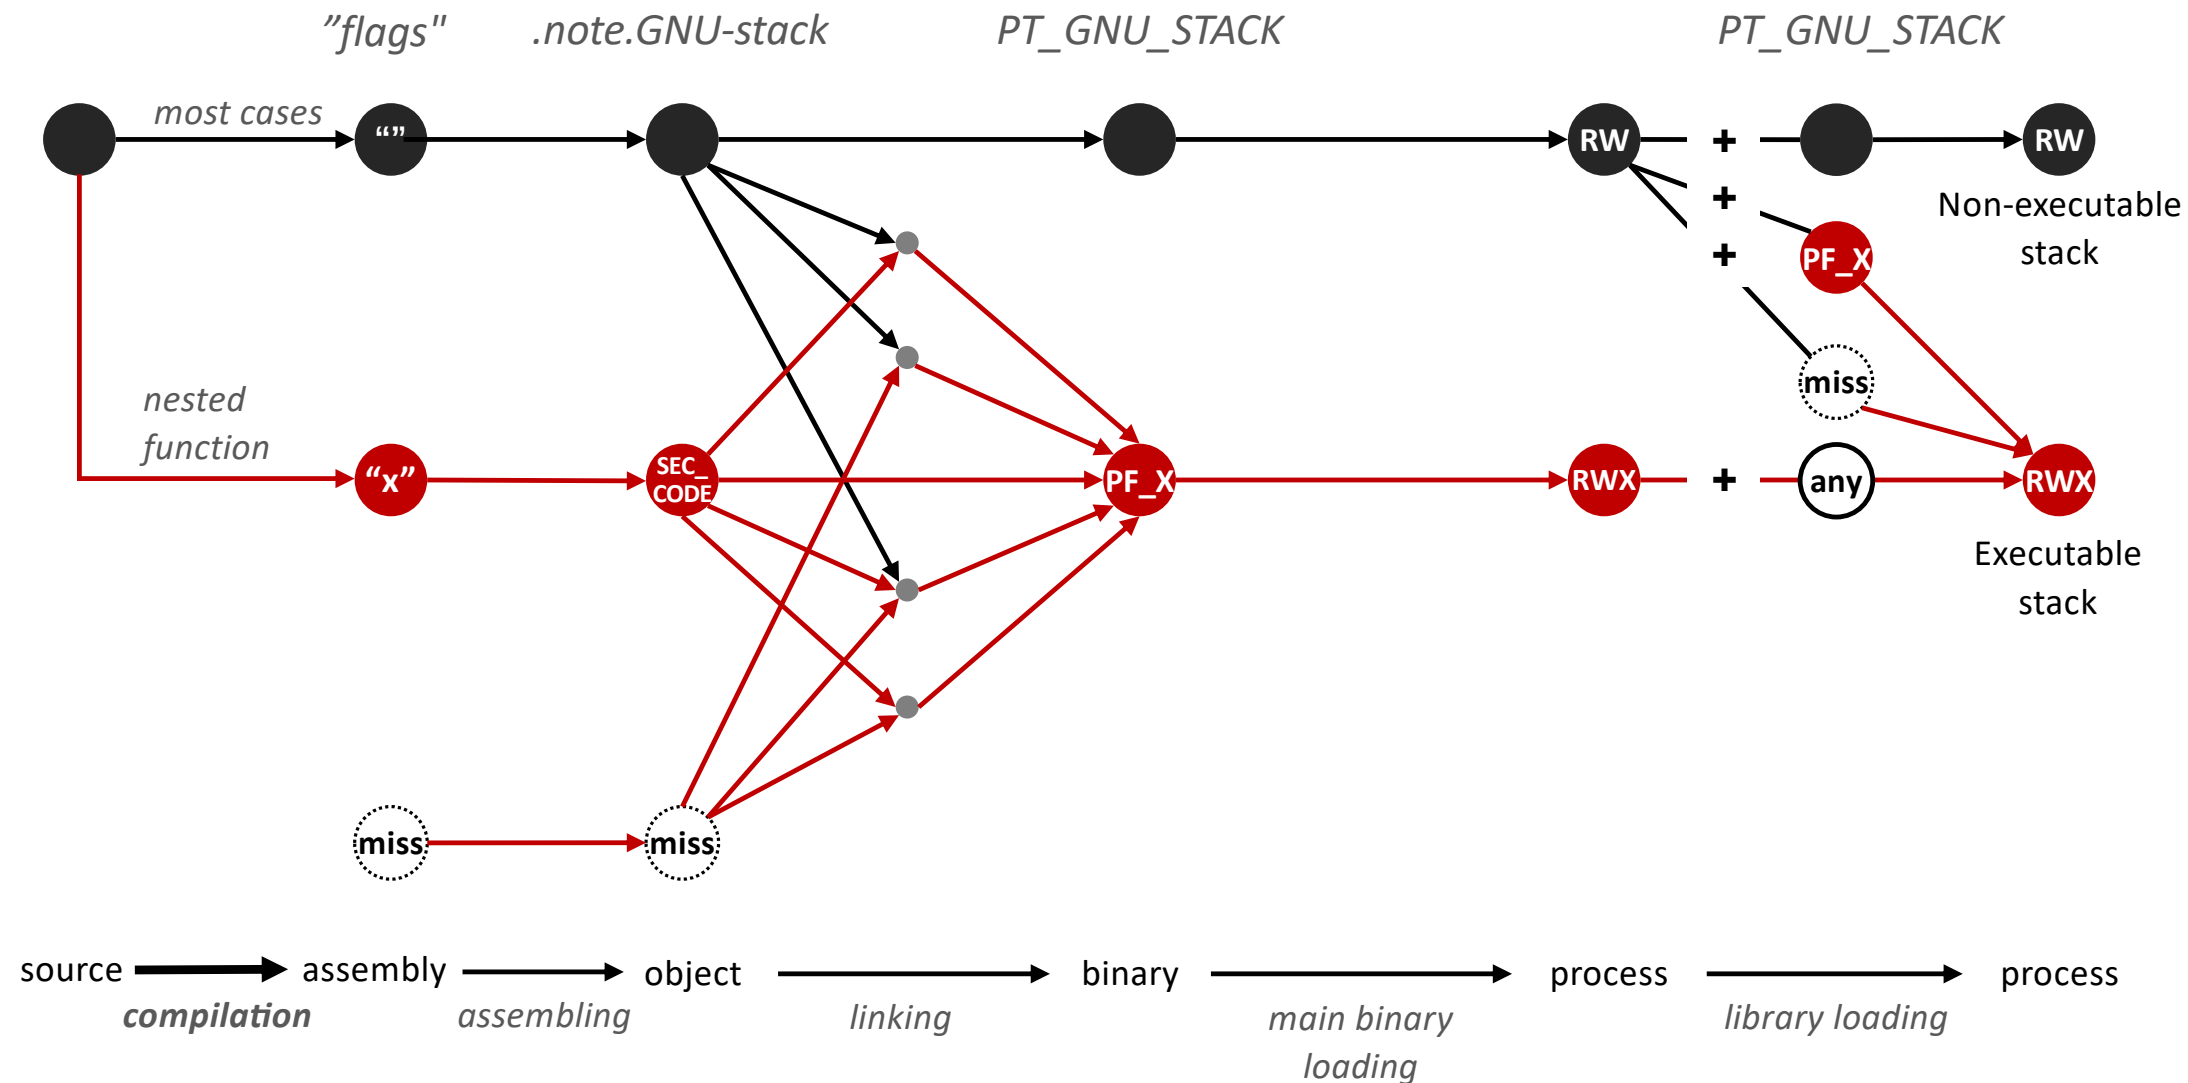 ”flags"
.note.GNU-stack
PT_GNU_STACK
PT_GNU_STACK
most cases
“”
RW
+
RW
+
Non-executable
stack
+
PF_X
miss
nested
function
“x”
SEC_
CODE
PF_X
RWX
+
any
RWX
Executable
stack
miss
miss
source
assembly
object
binary
process
process
compilation
assembling
linking
main binary
loading
library loading